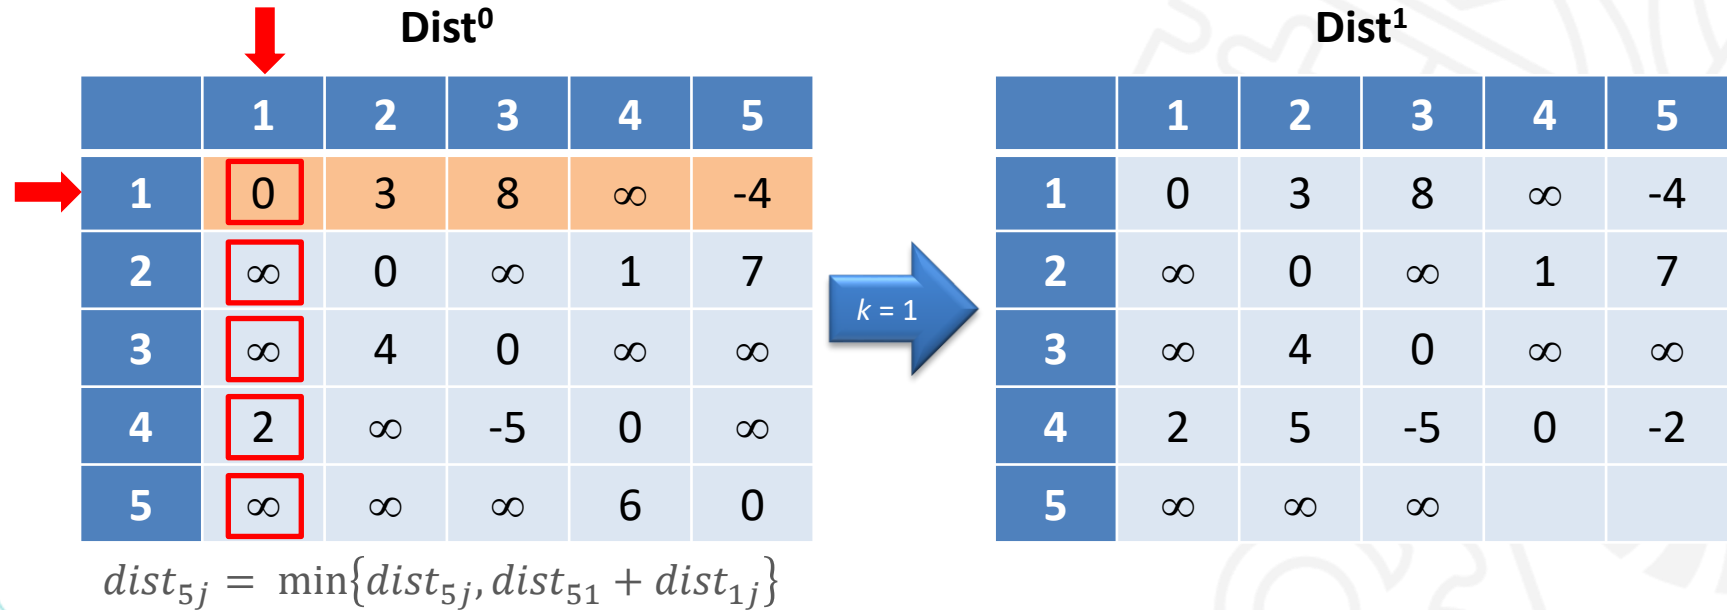 Dist⁰
1 2 3 4 5
1 0 3 8 ∞ -4
2 ∞ 0 ∞ 1 7
3 ∞ 4 0 ∞ ∞
4 2 ∞ -5 0 ∞
5 ∞ ∞ ∞ 6 0
dist₅ⱼ = min{dist₅ⱼ, dist₅₁ + dist₁ⱼ}
k = 1
Dist¹
1 2 3 4 5
1 0 3 8 ∞ -4
2 ∞ 0 ∞ 1 7
3 ∞ 4 0 ∞ ∞
4 2 5 -5 0 -2
5 ∞ ∞ ∞